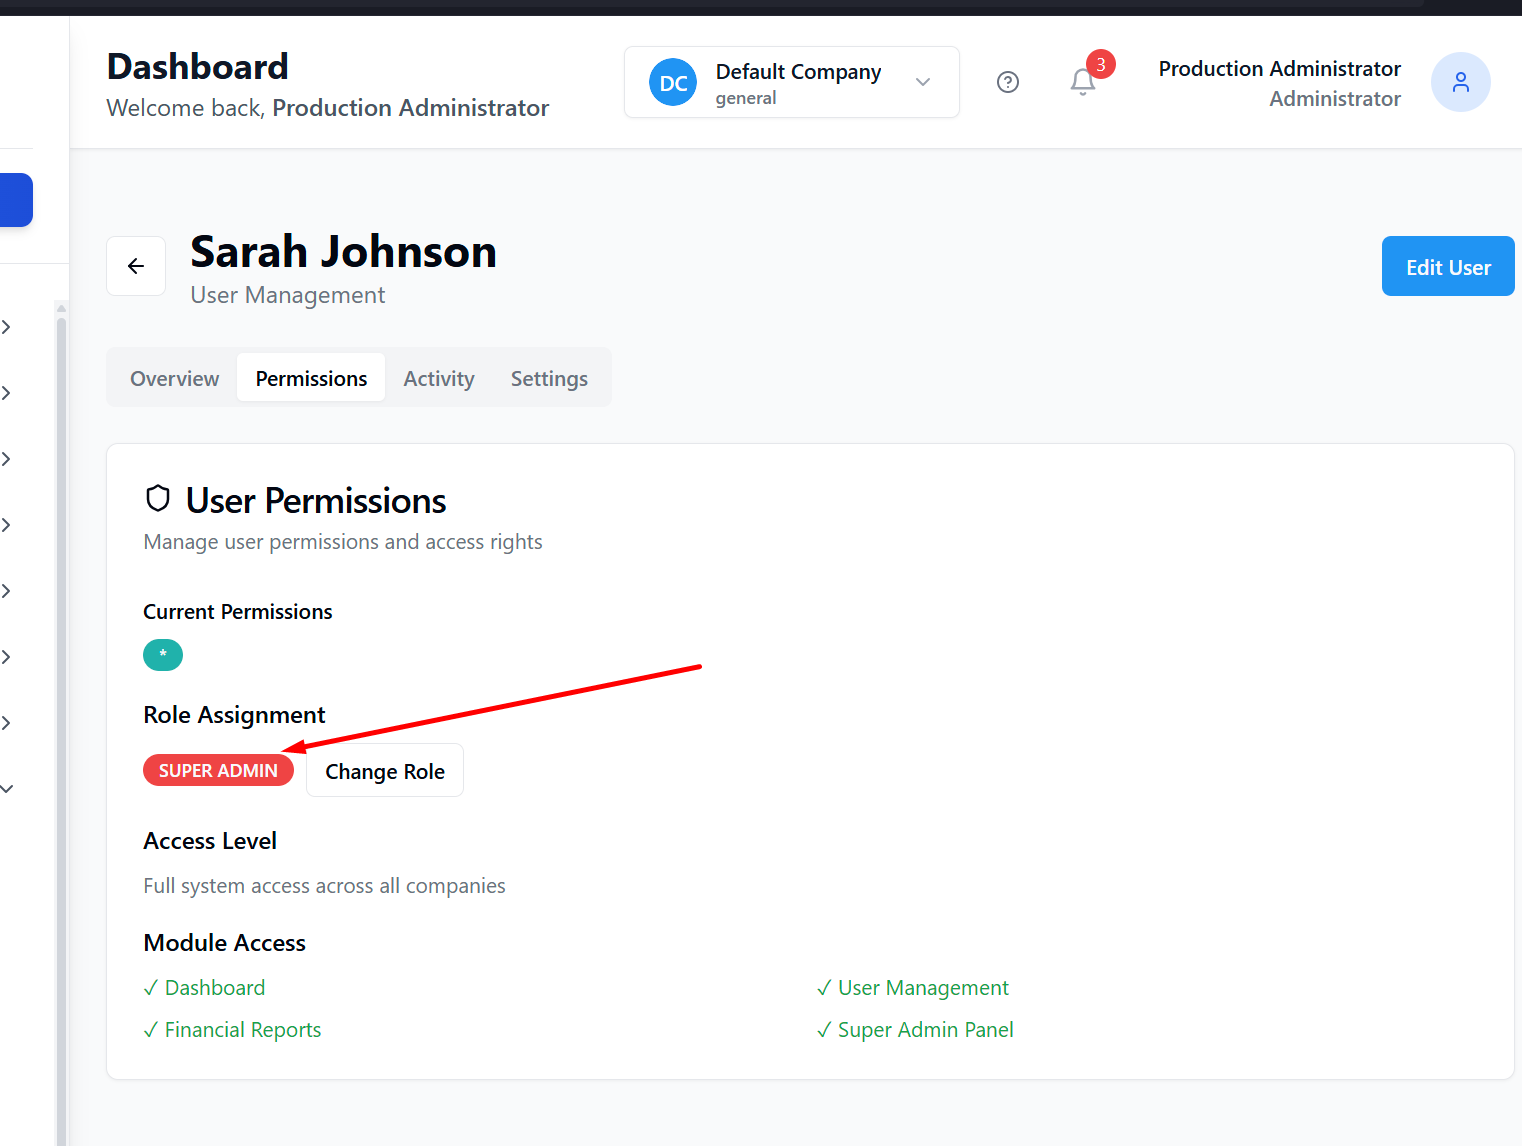 Dashboard
Welcome back, Production Administrator
DC
Default Company
general
3
Production Administrator
Administrator
Sarah Johnson
User Management
Edit User
Overview
Permissions
Activity
Settings
User Permissions
Manage user permissions and access rights
Current Permissions
*
Role Assignment
SUPER ADMIN
Change Role
Access Level
Full system access across all companies
Module Access
✓ Dashboard
✓ User Management
✓ Financial Reports
✓ Super Admin Panel